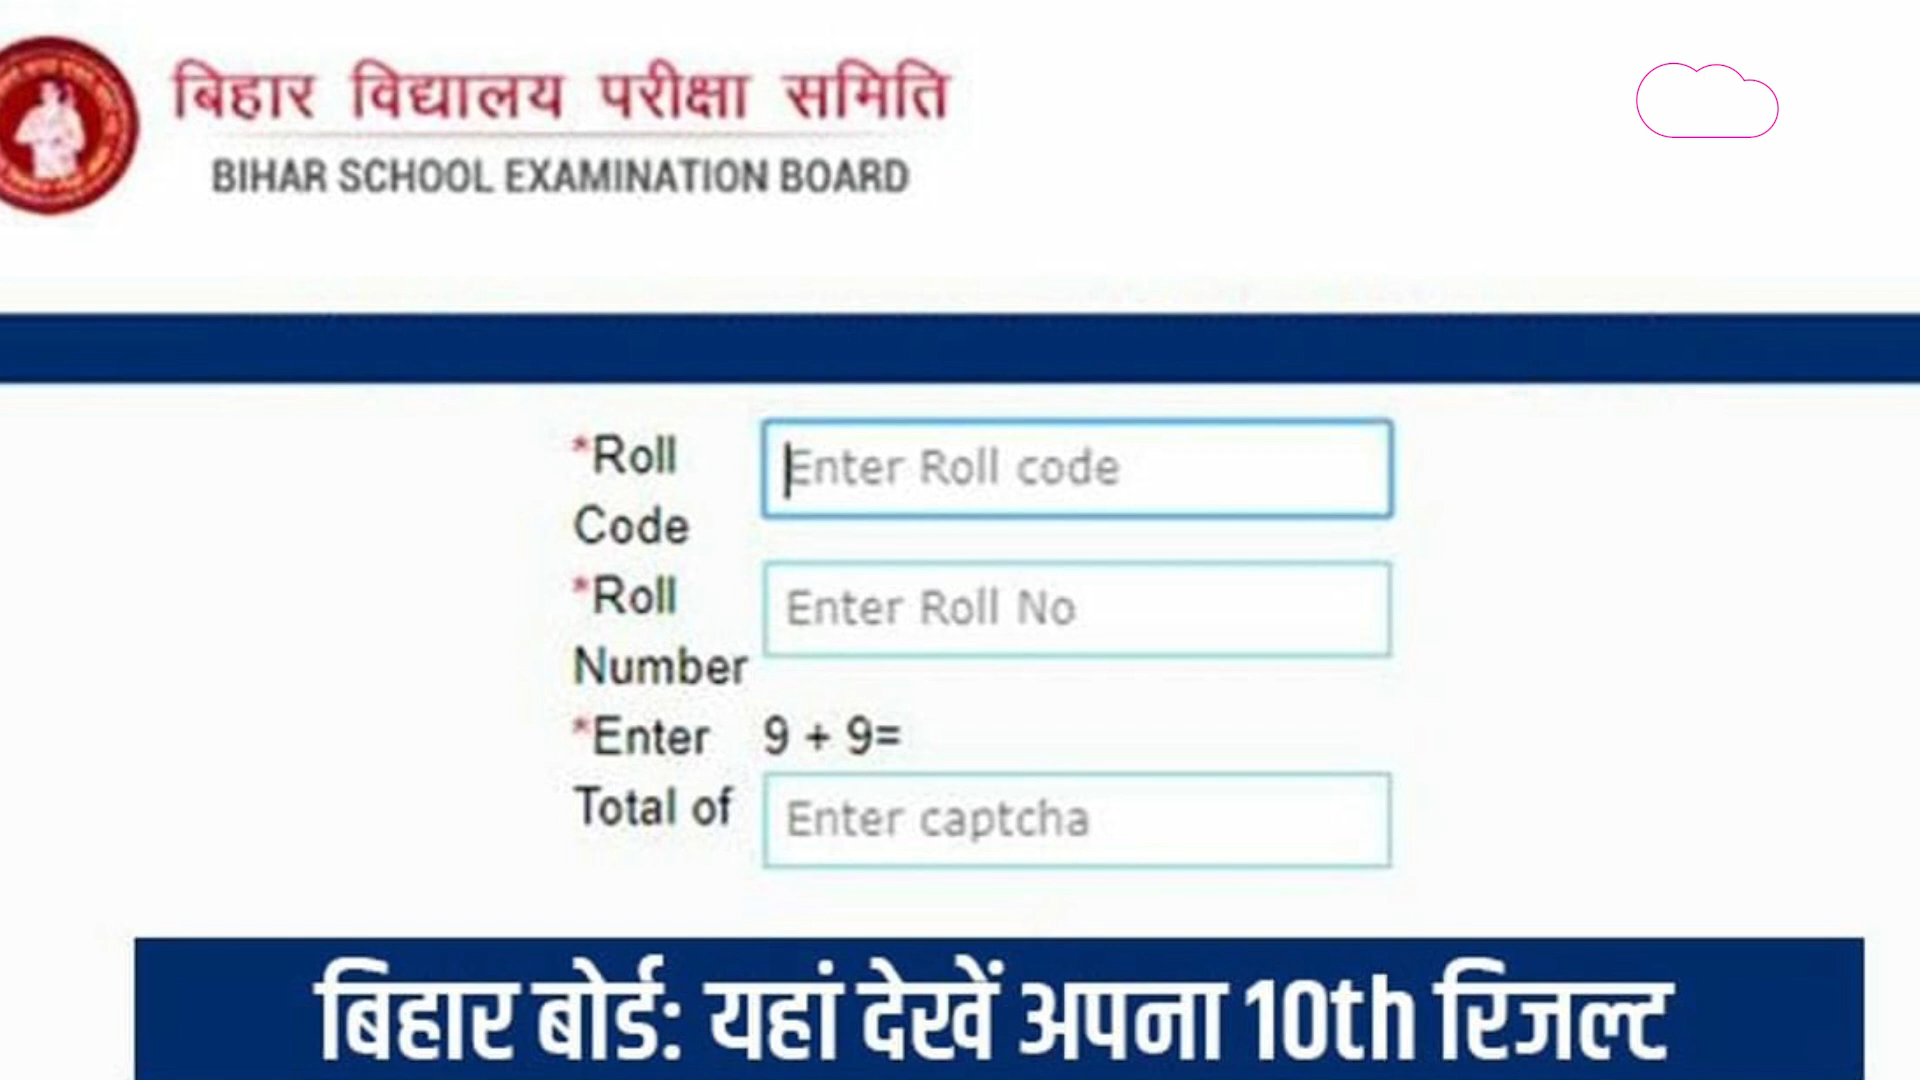 बिहार विद्यालय परीक्षा समिति
BIHAR SCHOOL EXAMINATION BOARD
*Roll Code
Enter Roll code
*Roll Number
Enter Roll No
*Enter Total of
9 + 9=
Enter captcha
बिहार बोर्ड: यहां देखें अपना 10th रिजल्ट